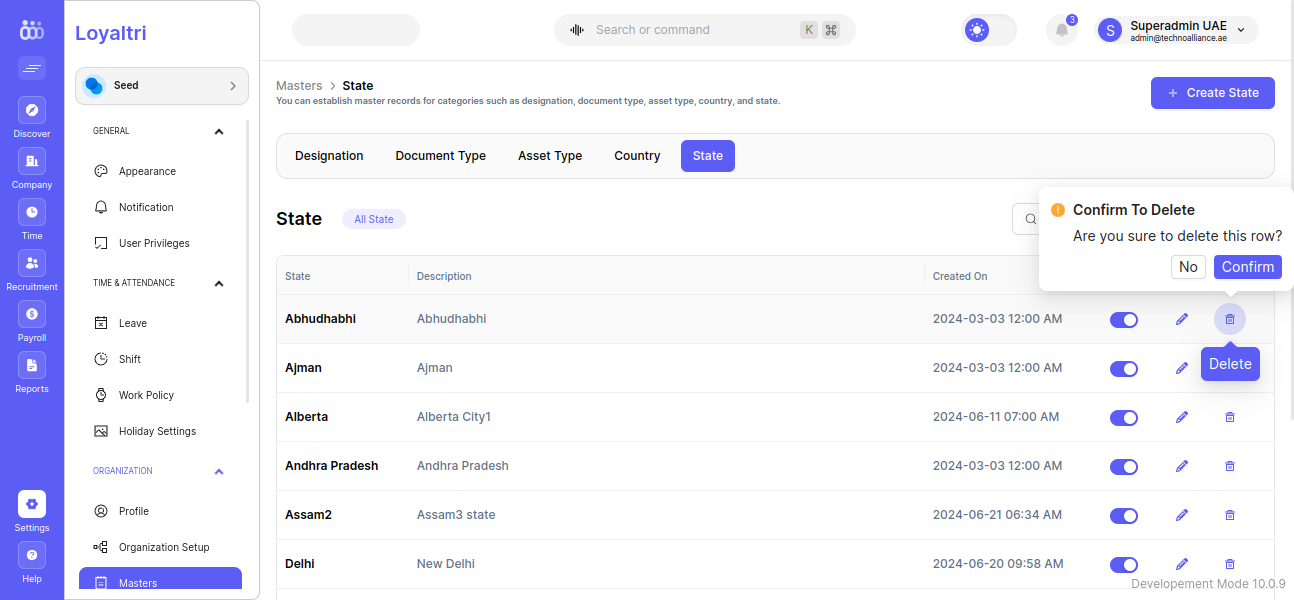 Loyaltri
Search or command
K ⌘
3
S
Superadmin UAE
admin@technoalliance.ae
Seed
Discover
Company
Time
Recruitment
Payroll
Reports
Settings
Help
GENERAL
Appearance
Notification
User Privileges
TIME & ATTENDANCE
Leave
Shift
Work Policy
Holiday Settings
ORGANIZATION
Profile
Organization Setup
Masters
Masters > State
You can establish master records for categories such as designation, document type, asset type, country, and state.
+ Create State
Designation Document Type Asset Type Country State
State All State
Confirm To Delete
Are you sure to delete this row?
No Confirm
State Description Created On
Abhudhabhi Abhudhabhi 2024-03-03 12:00 AM
Delete
Ajman Ajman 2024-03-03 12:00 AM
Alberta Alberta City1 2024-06-11 07:00 AM
Andhra Pradesh Andhra Pradesh 2024-03-03 12:00 AM
Assam2 Assam3 state 2024-06-21 06:34 AM
Delhi New Delhi 2024-06-20 09:58 AM
Developement Mode 10.0.9